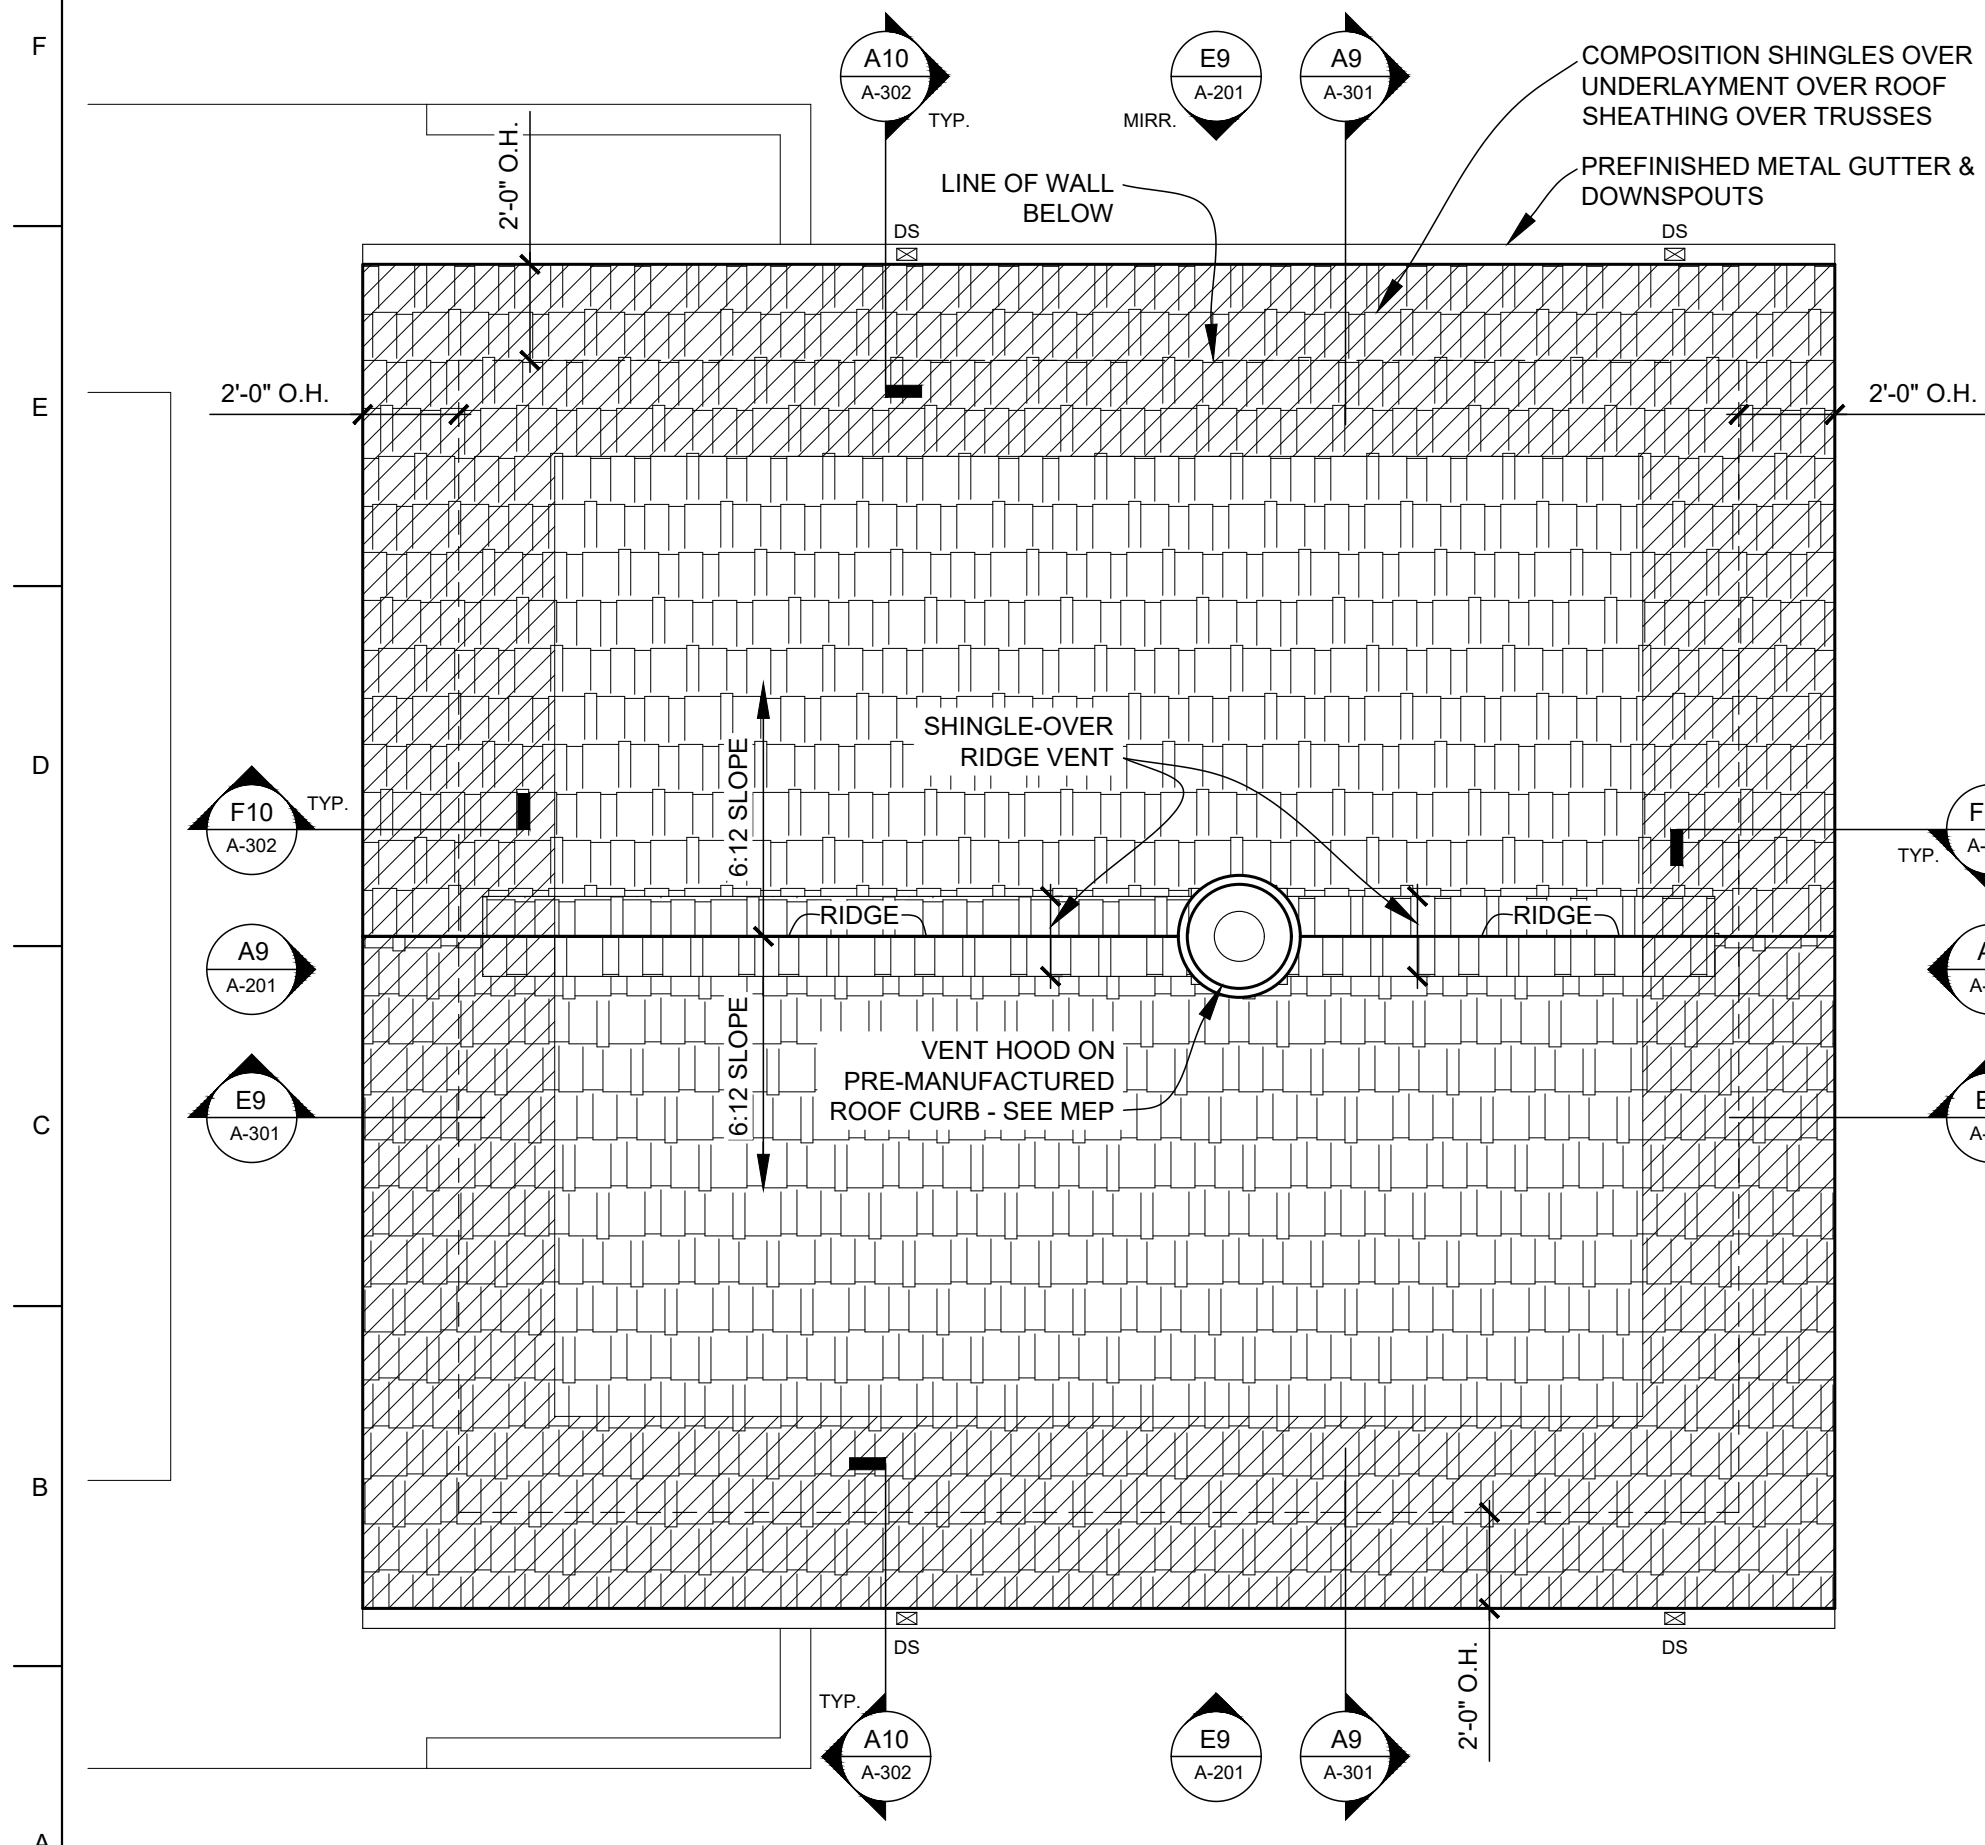 F
A10
A-302
TYP.
E9
A-201
MIRR.
A9
A-301
COMPOSITION SHINGLES OVER
UNDERLAYMENT OVER ROOF
SHEATHING OVER TRUSSES
PREFINISHED METAL GUTTER &
DOWNSPOUTS
2'-0" O.H.
LINE OF WALL
BELOW
DS
DS
E
2'-0" O.H.
2'-0" O.H.
D
SHINGLE-OVER
RIDGE VENT
6:12 SLOPE
F10
A-302
TYP.
F
A-
TYP.
RIDGE
RIDGE
A9
A-201
A
A-
6:12 SLOPE
VENT HOOD ON
PRE-MANUFACTURED
ROOF CURB - SEE MEP
C
E9
A-301
E
A-
B
DS
DS
2'-0" O.H.
TYP.
A10
A-302
E9
A-201
A9
A-301
A